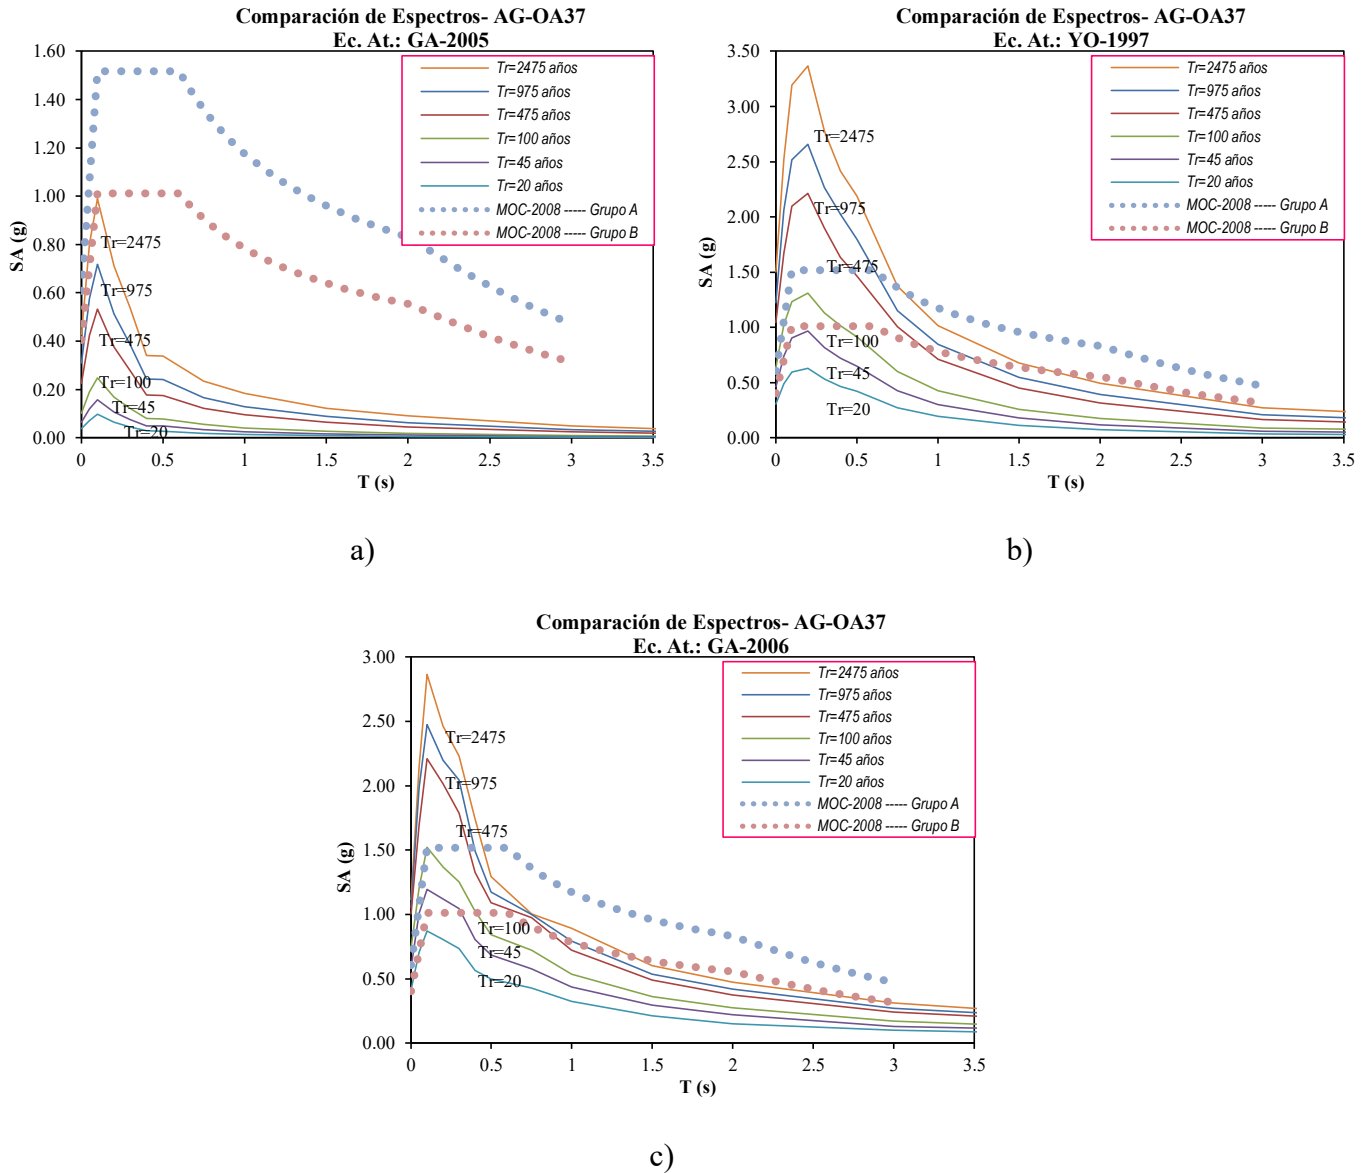 Comparación de Espectros- AG-OA37
Ec. At.: GA-2005
1.60
1.40
1.20
1.00
0.80
0.60
0.40
0.20
0.00
SA (g)
Tr=2475 años
Tr=975 años
Tr=475 años
Tr=100 años
Tr=45 años
Tr=20 años
MOC-2008 ----- Grupo A
MOC-2008 ----- Grupo B
Tr=2475
Tr=975
Tr=475
Tr=100
Tr=45
Tr=20
0 0.5 1 1.5 2 2.5 3 3.5
T (s)
a)
Comparación de Espectros- AG-OA37
Ec. At.: YO-1997
3.50
3.00
2.50
2.00
1.50
1.00
0.50
0.00
SA (g)
Tr=2475 años
Tr=975 años
Tr=475 años
Tr=100 años
Tr=45 años
Tr=20 años
MOC-2008 ----- Grupo A
MOC-2008 ----- Grupo B
Tr=2475
Tr=975
Tr=475
Tr=100
Tr=45
Tr=20
0 0.5 1 1.5 2 2.5 3 3.5
T (s)
b)
Comparación de Espectros- AG-OA37
Ec. At.: GA-2006
3.00
2.50
2.00
1.50
1.00
0.50
0.00
SA (g)
Tr=2475 años
Tr=975 años
Tr=475 años
Tr=100 años
Tr=45 años
Tr=20 años
MOC-2008 ----- Grupo A
MOC-2008 ----- Grupo B
Tr=2475
Tr=975
Tr=475
Tr=100
Tr=45
Tr=20
0 0.5 1 1.5 2 2.5 3 3.5
T (s)
c)